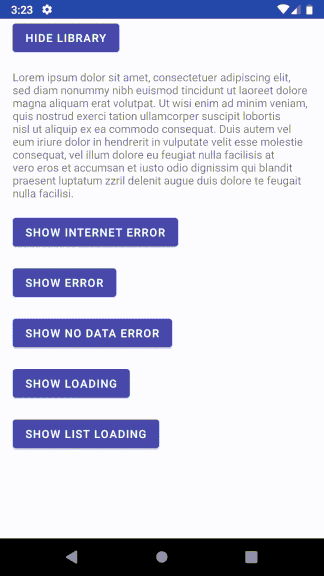 3:23
HIDE LIBRARY
Lorem ipsum dolor sit amet, consectetuer adipiscing elit,
sed diam nonummy nibh euismod tincidunt ut laoreet dolore
magna aliquam erat volutpat. Ut wisi enim ad minim veniam,
quis nostrud exerci tation ullamcorper suscipit lobortis
nisl ut aliquip ex ea commodo consequat. Duis autem vel
eum iriure dolor in hendrerit in vulputate velit esse molestie
consequat, vel illum dolore eu feugiat nulla facilisis at
vero eros et accumsan et iusto odio dignissim qui blandit
praesent luptatum zzril delenit augue duis dolore te feugait
nulla facilisi.
SHOW INTERNET ERROR
SHOW ERROR
SHOW NO DATA ERROR
SHOW LOADING
SHOW LIST LOADING